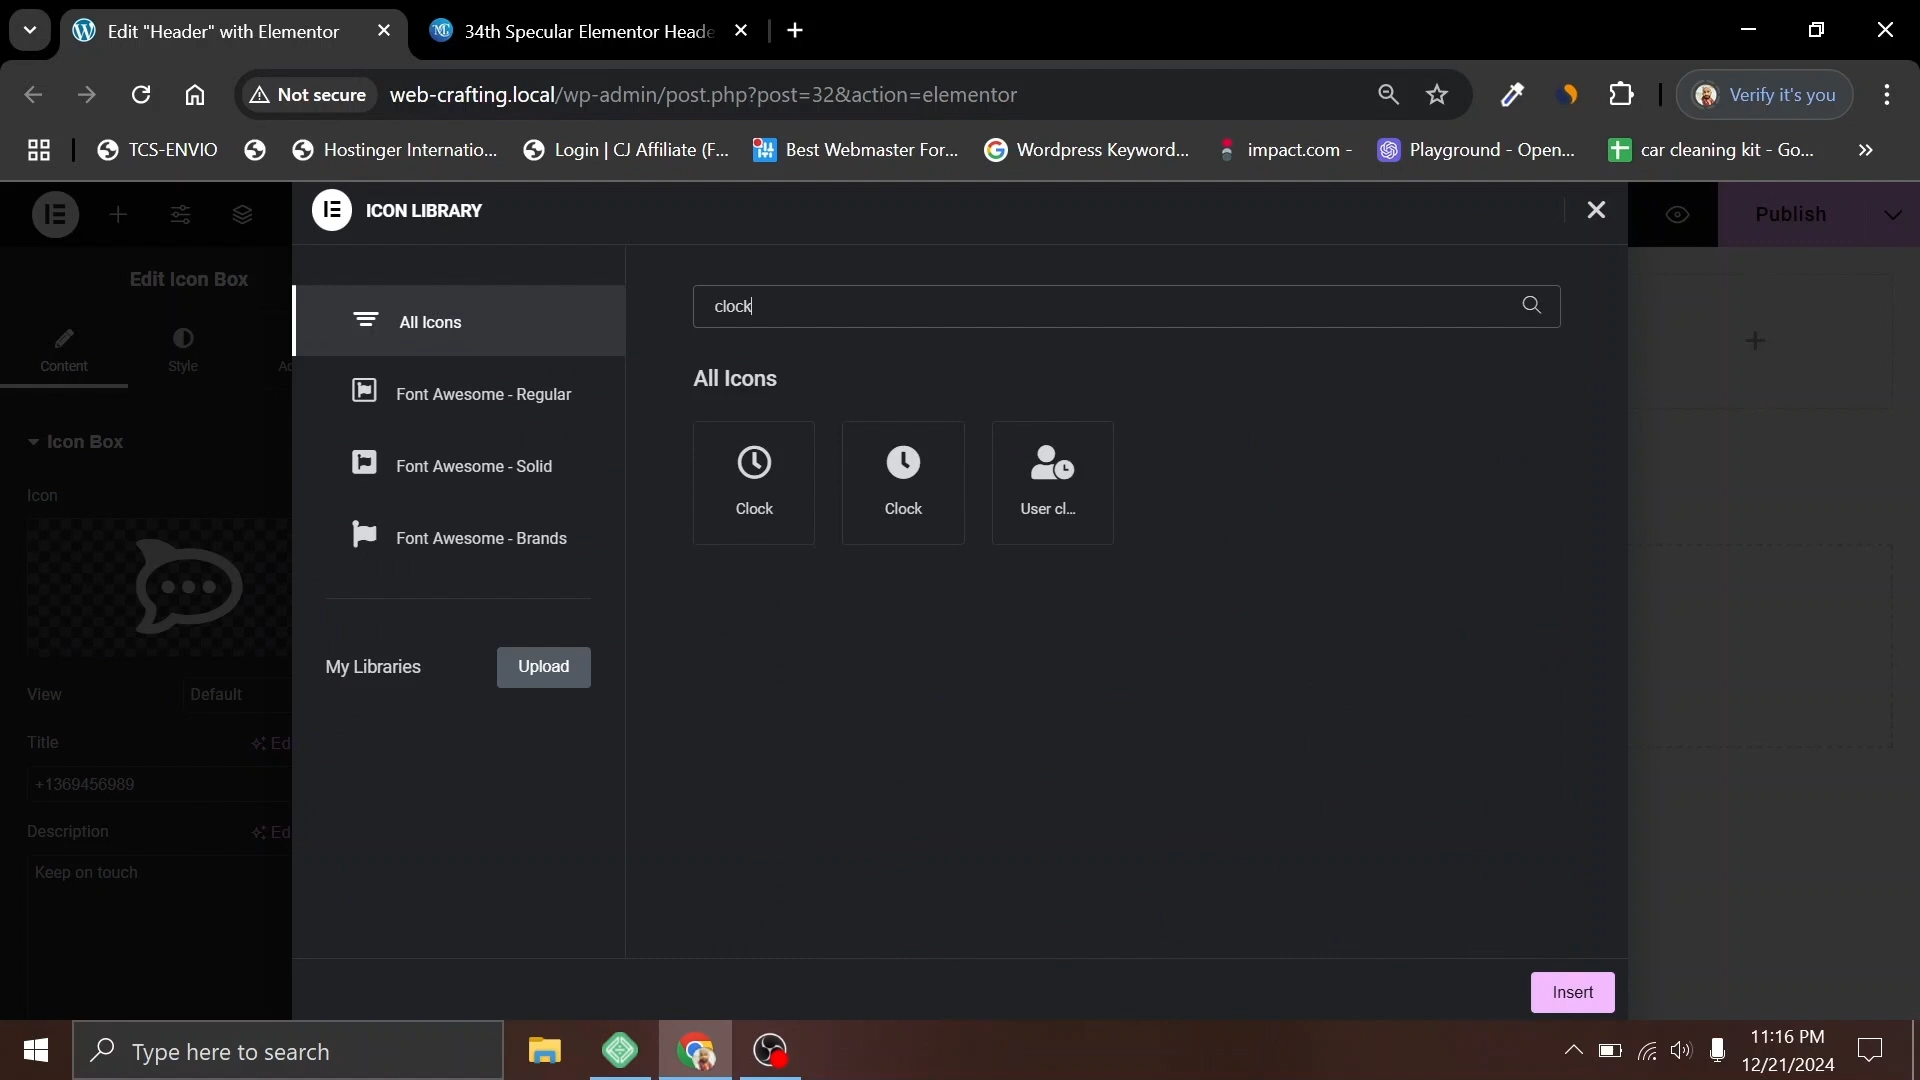 Edit "Header" with Elementor
34th Specular Elementor Heade
Not secure
web-crafting.local/wp-admin/post.php?post=32&action=elementor
Verify it's you
TCS-ENVIO
Hostinger Internatio...
Login | CJ Affiliate (F...
Best Webmaster For...
Wordpress Keyword...
impact.com -
Playground - Open...
car cleaning kit - Go...
ICON LIBRARY
Publish
Edit Icon Box
Content
Style
Ad
Icon Box
Icon
View
Default
Title
Ed
+1369456989
Description
Ed
Keep on touch
All Icons
Font Awesome - Regular
Font Awesome - Solid
Font Awesome - Brands
My Libraries
Upload
clock
All Icons
Clock
Clock
User cl...
Insert
Type here to search
11:16 PM
12/21/2024